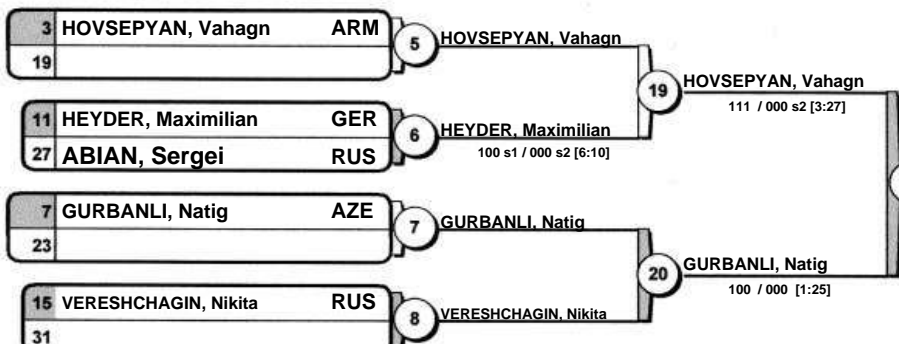 3 HOVSEPYAN, Vahagn ARM
19
5 HOVSEPYAN, Vahagn
11 HEYDER, Maximilian GER
27 ABIAN, Sergei RUS
6 HEYDER, Maximilian
100 s1 / 000 s2 [6:10]
19 HOVSEPYAN, Vahagn
111 / 000 s2 [3:27]
7 GURBANLI, Natig AZE
23
7 GURBANLI, Natig
15 VERESHCHAGIN, Nikita RUS
31
8 VERESHCHAGIN, Nikita
20 GURBANLI, Natig
100 / 000 [1:25]